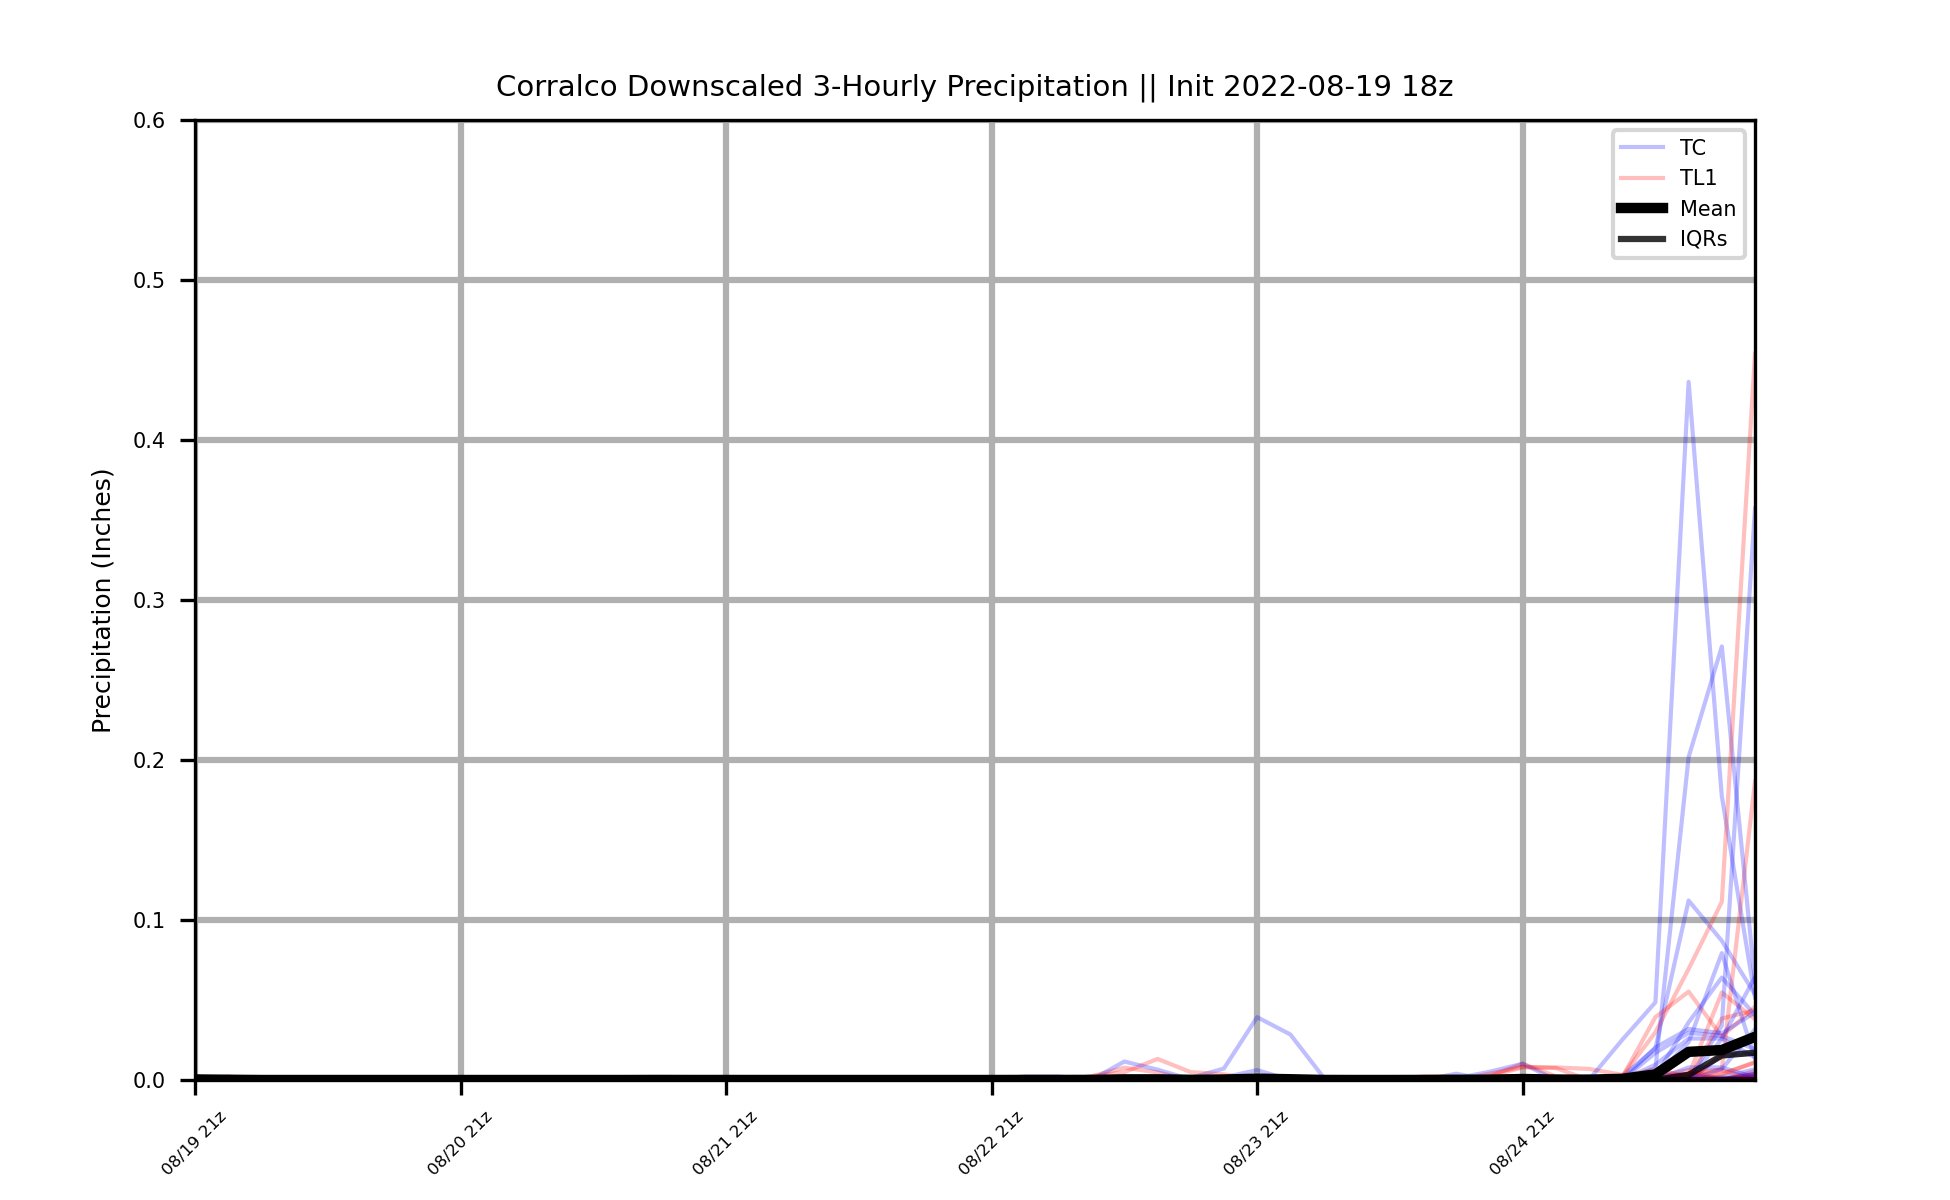 Corralco Downscaled 3-Hourly Precipitation || Init 2022-08-19 18z
0.6
0.5
0.4
0.3
0.2
0.1
0.0
Precipitation (Inches)
TC
TL1
Mean
IQRs
08/19 21z
08/20 21z
08/21 21z
08/22 21z
08/23 21z
08/24 21z